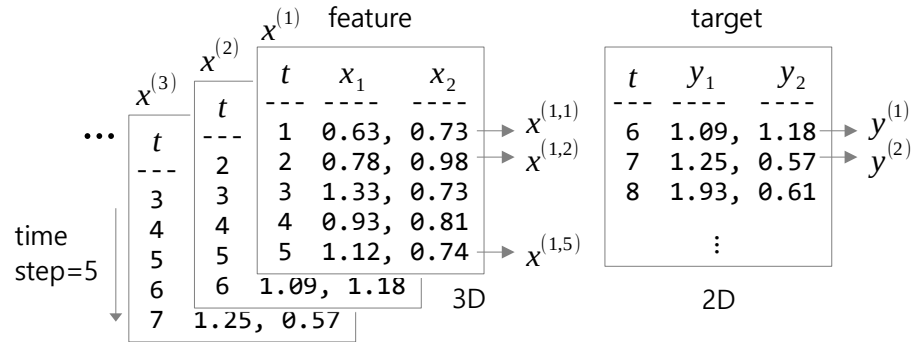 feature
target
x^(1)
x^(2)
x^(3)
...
t x₁ x₂
--- ---- ----
1 0.63, 0.73
2 0.78, 0.98
3 1.33, 0.73
4 0.93, 0.81
5 1.12, 0.74
x^(1,1)
x^(1,2)
x^(1,5)
t
---
2
3
4
5
6 1.09, 1.18
t
---
3
4
5
6
7 1.25, 0.57
time
step=5
3D
t y₁ y₂
--- ---- ----
6 1.09, 1.18
7 1.25, 0.57
8 1.93, 0.61
⋮
y^(1)
y^(2)
2D